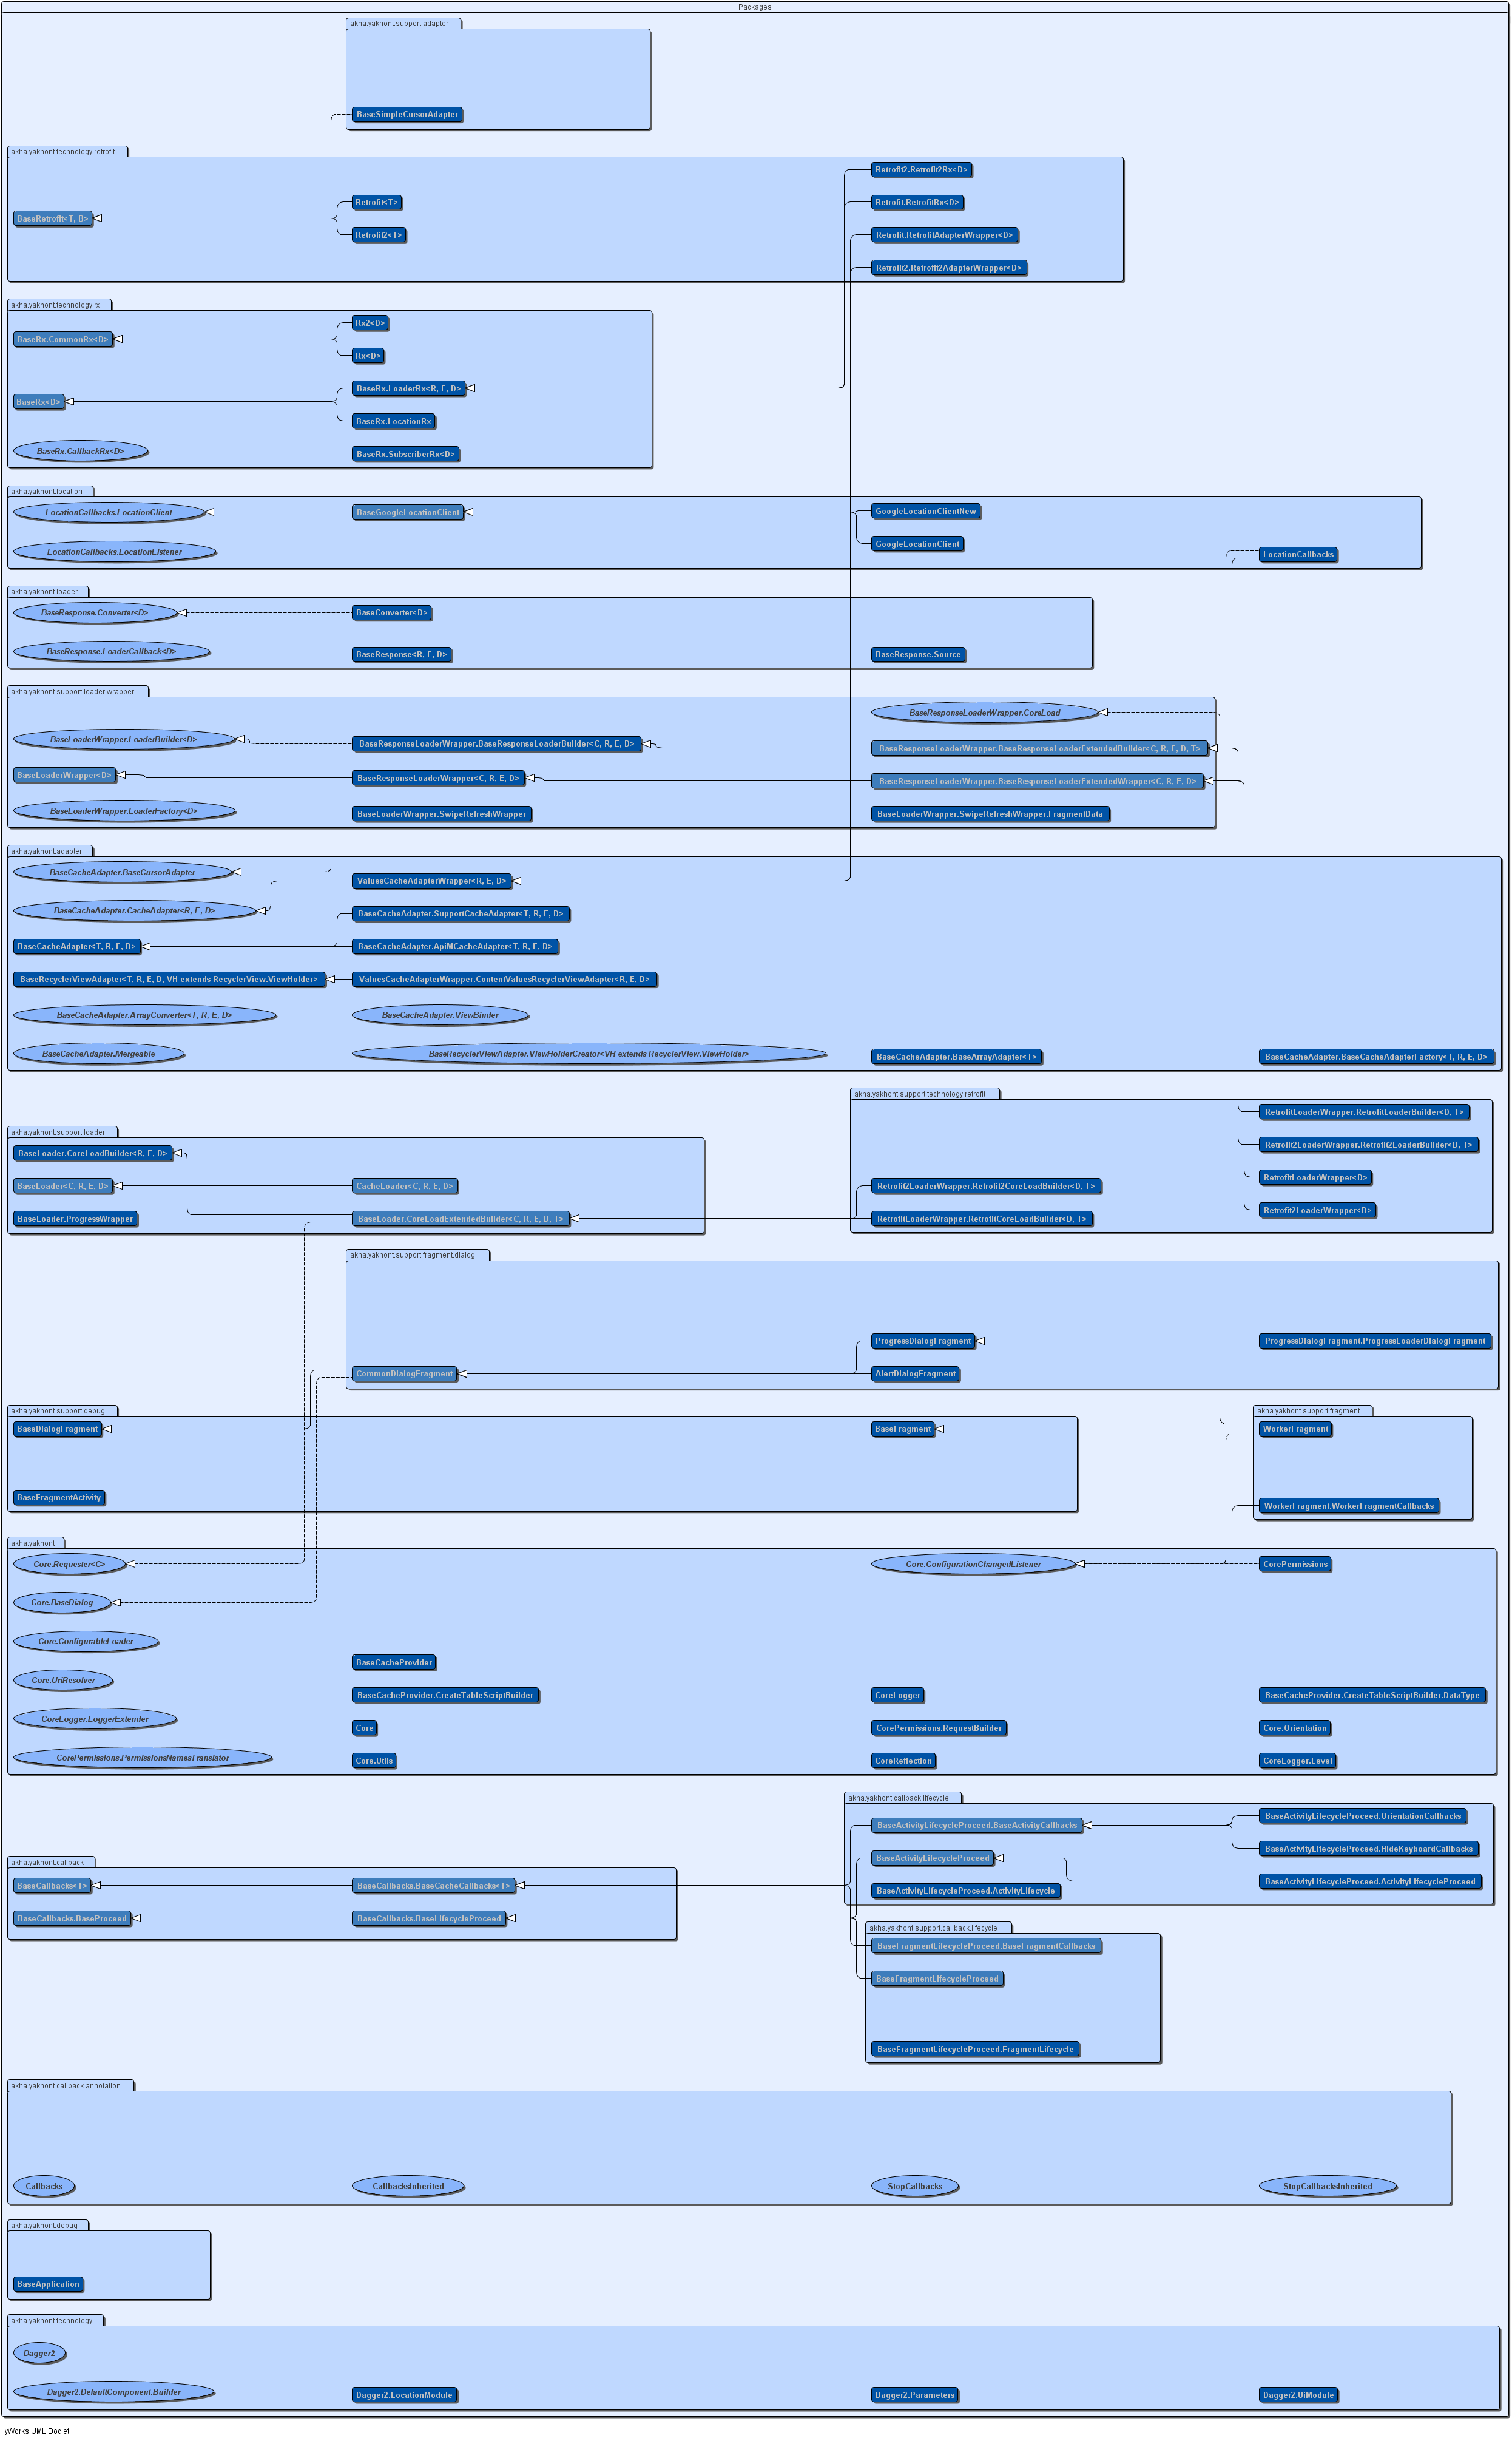 Packages
akha.yakhont.support.adapter
BaseSimpleCursorAdapter
akha.yakhont.technology.retrofit
Retrofit2.Retrofit2Rx<D>
Retrofit<T>
Retrofit.RetrofitRx<D>
BaseRetrofit<T, B>
Retrofit2<T>
Retrofit.RetrofitAdapterWrapper<D>
Retrofit2.Retrofit2AdapterWrapper<D>
akha.yakhont.technology.rx
Rx2<D>
BaseRx.CommonRx<D>
Rx<D>
BaseRx.LoaderRx<R, E, D>
BaseRx<D>
BaseRx.LocationRx
BaseRx.CallbackRx<D>
BaseRx.SubscriberRx<D>
akha.yakhont.location
LocationCallbacks.LocationClient
BaseGoogleLocationClient
GoogleLocationClientNew
GoogleLocationClient
LocationCallbacks.LocationListener
LocationCallbacks
akha.yakhont.loader
BaseResponse.Converter<D>
BaseConverter<D>
BaseResponse.LoaderCallback<D>
BaseResponse<R, E, D>
BaseResponse.Source
akha.yakhont.support.loader.wrapper
BaseResponseLoaderWrapper.CoreLoad
BaseLoaderWrapper.LoaderBuilder<D>
BaseResponseLoaderWrapper.BaseResponseLoaderBuilder<C, R, E, D>
BaseResponseLoaderWrapper.BaseResponseLoaderExtendedBuilder<C, R, E, D, T>
BaseLoaderWrapper<D>
BaseResponseLoaderWrapper<C, R, E, D>
BaseResponseLoaderWrapper.BaseResponseLoaderExtendedWrapper<C, R, E, D>
BaseLoaderWrapper.LoaderFactory<D>
BaseLoaderWrapper.SwipeRefreshWrapper
BaseLoaderWrapper.SwipeRefreshWrapper.FragmentData
akha.yakhont.adapter
BaseCacheAdapter.BaseCursorAdapter
ValuesCacheAdapterWrapper<R, E, D>
BaseCacheAdapter.CacheAdapter<R, E, D>
BaseCacheAdapter.SupportCacheAdapter<T, R, E, D>
BaseCacheAdapter<T, R, E, D>
BaseCacheAdapter.ApiMCacheAdapter<T, R, E, D>
BaseRecyclerViewAdapter<T, R, E, D, VH extends RecyclerView.ViewHolder>
ValuesCacheAdapterWrapper.ContentValuesRecyclerViewAdapter<R, E, D>
BaseCacheAdapter.ArrayConverter<T, R, E, D>
BaseCacheAdapter.ViewBinder
BaseCacheAdapter.Mergeable
BaseRecyclerViewAdapter.ViewHolderCreator<VH extends RecyclerView.ViewHolder>
BaseCacheAdapter.BaseArrayAdapter<T>
BaseCacheAdapter.BaseCacheAdapterFactory<T, R, E, D>
akha.yakhont.support.technology.retrofit
RetrofitLoaderWrapper.RetrofitLoaderBuilder<D, T>
akha.yakhont.support.loader
Retrofit2LoaderWrapper.Retrofit2LoaderBuilder<D, T>
BaseLoader.CoreLoadBuilder<R, E, D>
RetrofitLoaderWrapper<D>
BaseLoader<C, R, E, D>
CacheLoader<C, R, E, D>
Retrofit2LoaderWrapper.Retrofit2CoreLoadBuilder<D, T>
Retrofit2LoaderWrapper<D>
BaseLoader.ProgressWrapper
BaseLoader.CoreLoadExtendedBuilder<C, R, E, D, T>
RetrofitLoaderWrapper.RetrofitCoreLoadBuilder<D, T>
akha.yakhont.support.fragment.dialog
ProgressDialogFragment
ProgressDialogFragment.ProgressLoaderDialogFragment
CommonDialogFragment
AlertDialogFragment
akha.yakhont.support.debug
akha.yakhont.support.fragment
BaseDialogFragment
BaseFragment
WorkerFragment
BaseFragmentActivity
WorkerFragment.WorkerFragmentCallbacks
akha.yakhont
Core.Requester<C>
Core.ConfigurationChangedListener
CorePermissions
Core.BaseDialog
Core.ConfigurableLoader
BaseCacheProvider
Core.UriResolver
BaseCacheProvider.CreateTableScriptBuilder
CoreLogger
BaseCacheProvider.CreateTableScriptBuilder.DataType
CoreLogger.LoggerExtender
Core
CorePermissions.RequestBuilder
Core.Orientation
CorePermissions.PermissionsNamesTranslator
Core.Utils
CoreReflection
CoreLogger.Level
akha.yakhont.callback.lifecycle
BaseActivityLifecycleProceed.OrientationCallbacks
BaseActivityLifecycleProceed.BaseActivityCallbacks
BaseActivityLifecycleProceed.HideKeyboardCallbacks
akha.yakhont.callback
BaseActivityLifecycleProceed
BaseActivityLifecycleProceed.ActivityLifecycleProceed
BaseCallbacks<T>
BaseCallbacks.BaseCacheCallbacks<T>
BaseActivityLifecycleProceed.ActivityLifecycle
BaseCallbacks.BaseProceed
BaseCallbacks.BaseLifecycleProceed
akha.yakhont.support.callback.lifecycle
BaseFragmentLifecycleProceed.BaseFragmentCallbacks
BaseFragmentLifecycleProceed
BaseFragmentLifecycleProceed.FragmentLifecycle
akha.yakhont.callback.annotation
Callbacks
CallbacksInherited
StopCallbacks
StopCallbacksInherited
akha.yakhont.debug
BaseApplication
akha.yakhont.technology
Dagger2
Dagger2.DefaultComponent.Builder
Dagger2.LocationModule
Dagger2.Parameters
Dagger2.UiModule
yWorks UML Doclet